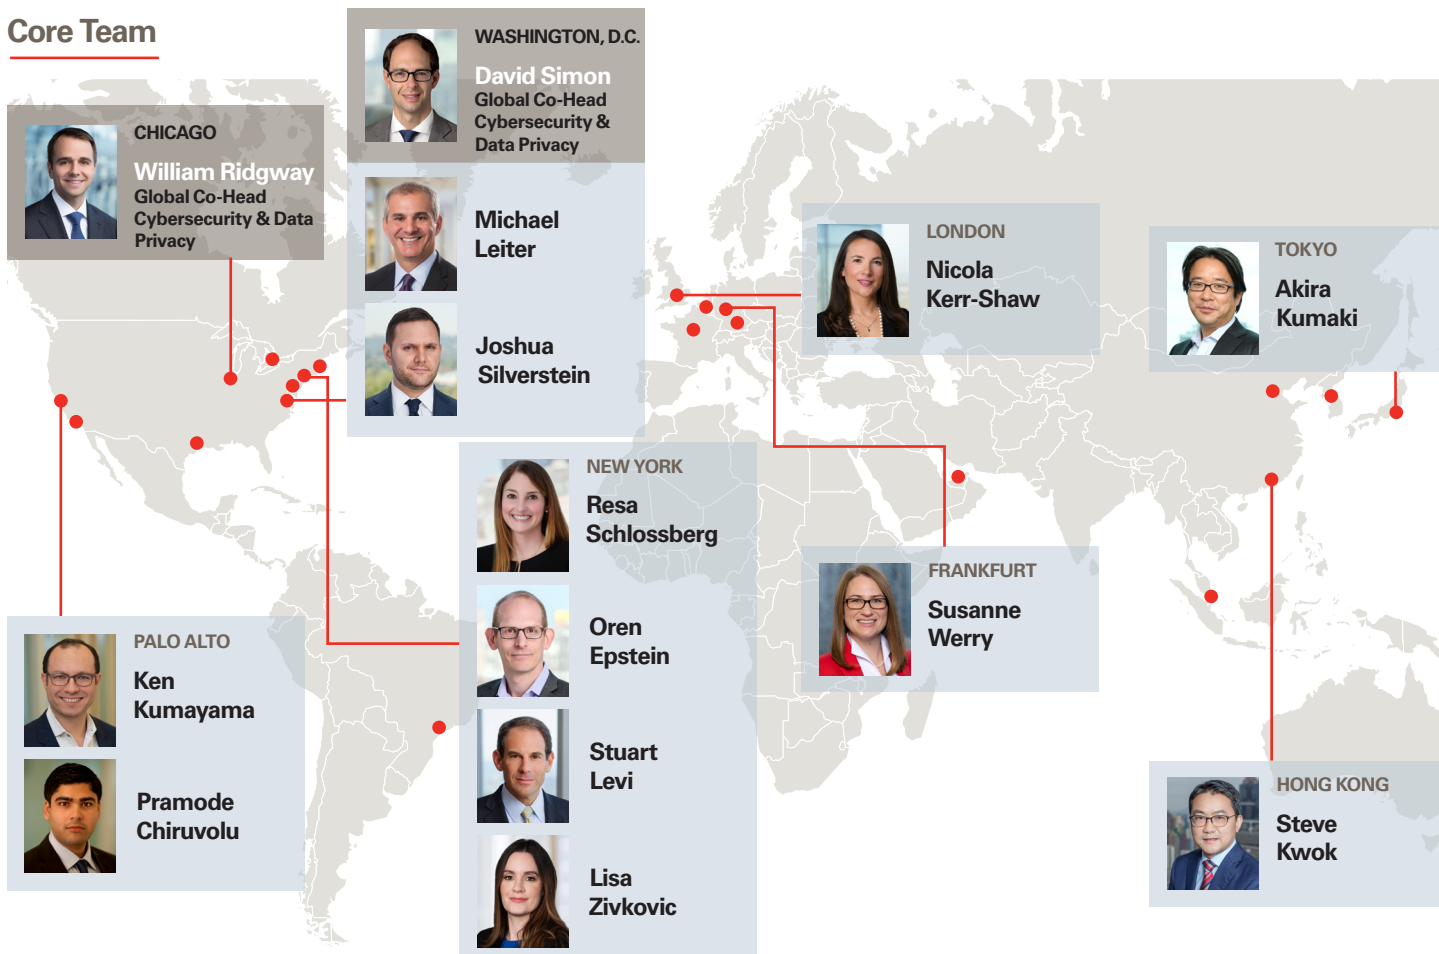 Core Team
CHICAGO
William Ridgway
Global Co-Head
Cybersecurity & Data
Privacy
WASHINGTON, D.C.
David Simon
Global Co-Head
Cybersecurity &
Data Privacy
Michael
Leiter
Joshua
Silverstein
NEW YORK
Resa
Schlossberg
Oren
Epstein
Stuart
Levi
Lisa
Zivkovic
PALO ALTO
Ken
Kumayama
Pramode
Chiruvolu
LONDON
Nicola
Kerr-Shaw
FRANKFURT
Susanne
Werry
TOKYO
Akira
Kumaki
HONG KONG
Steve
Kwok